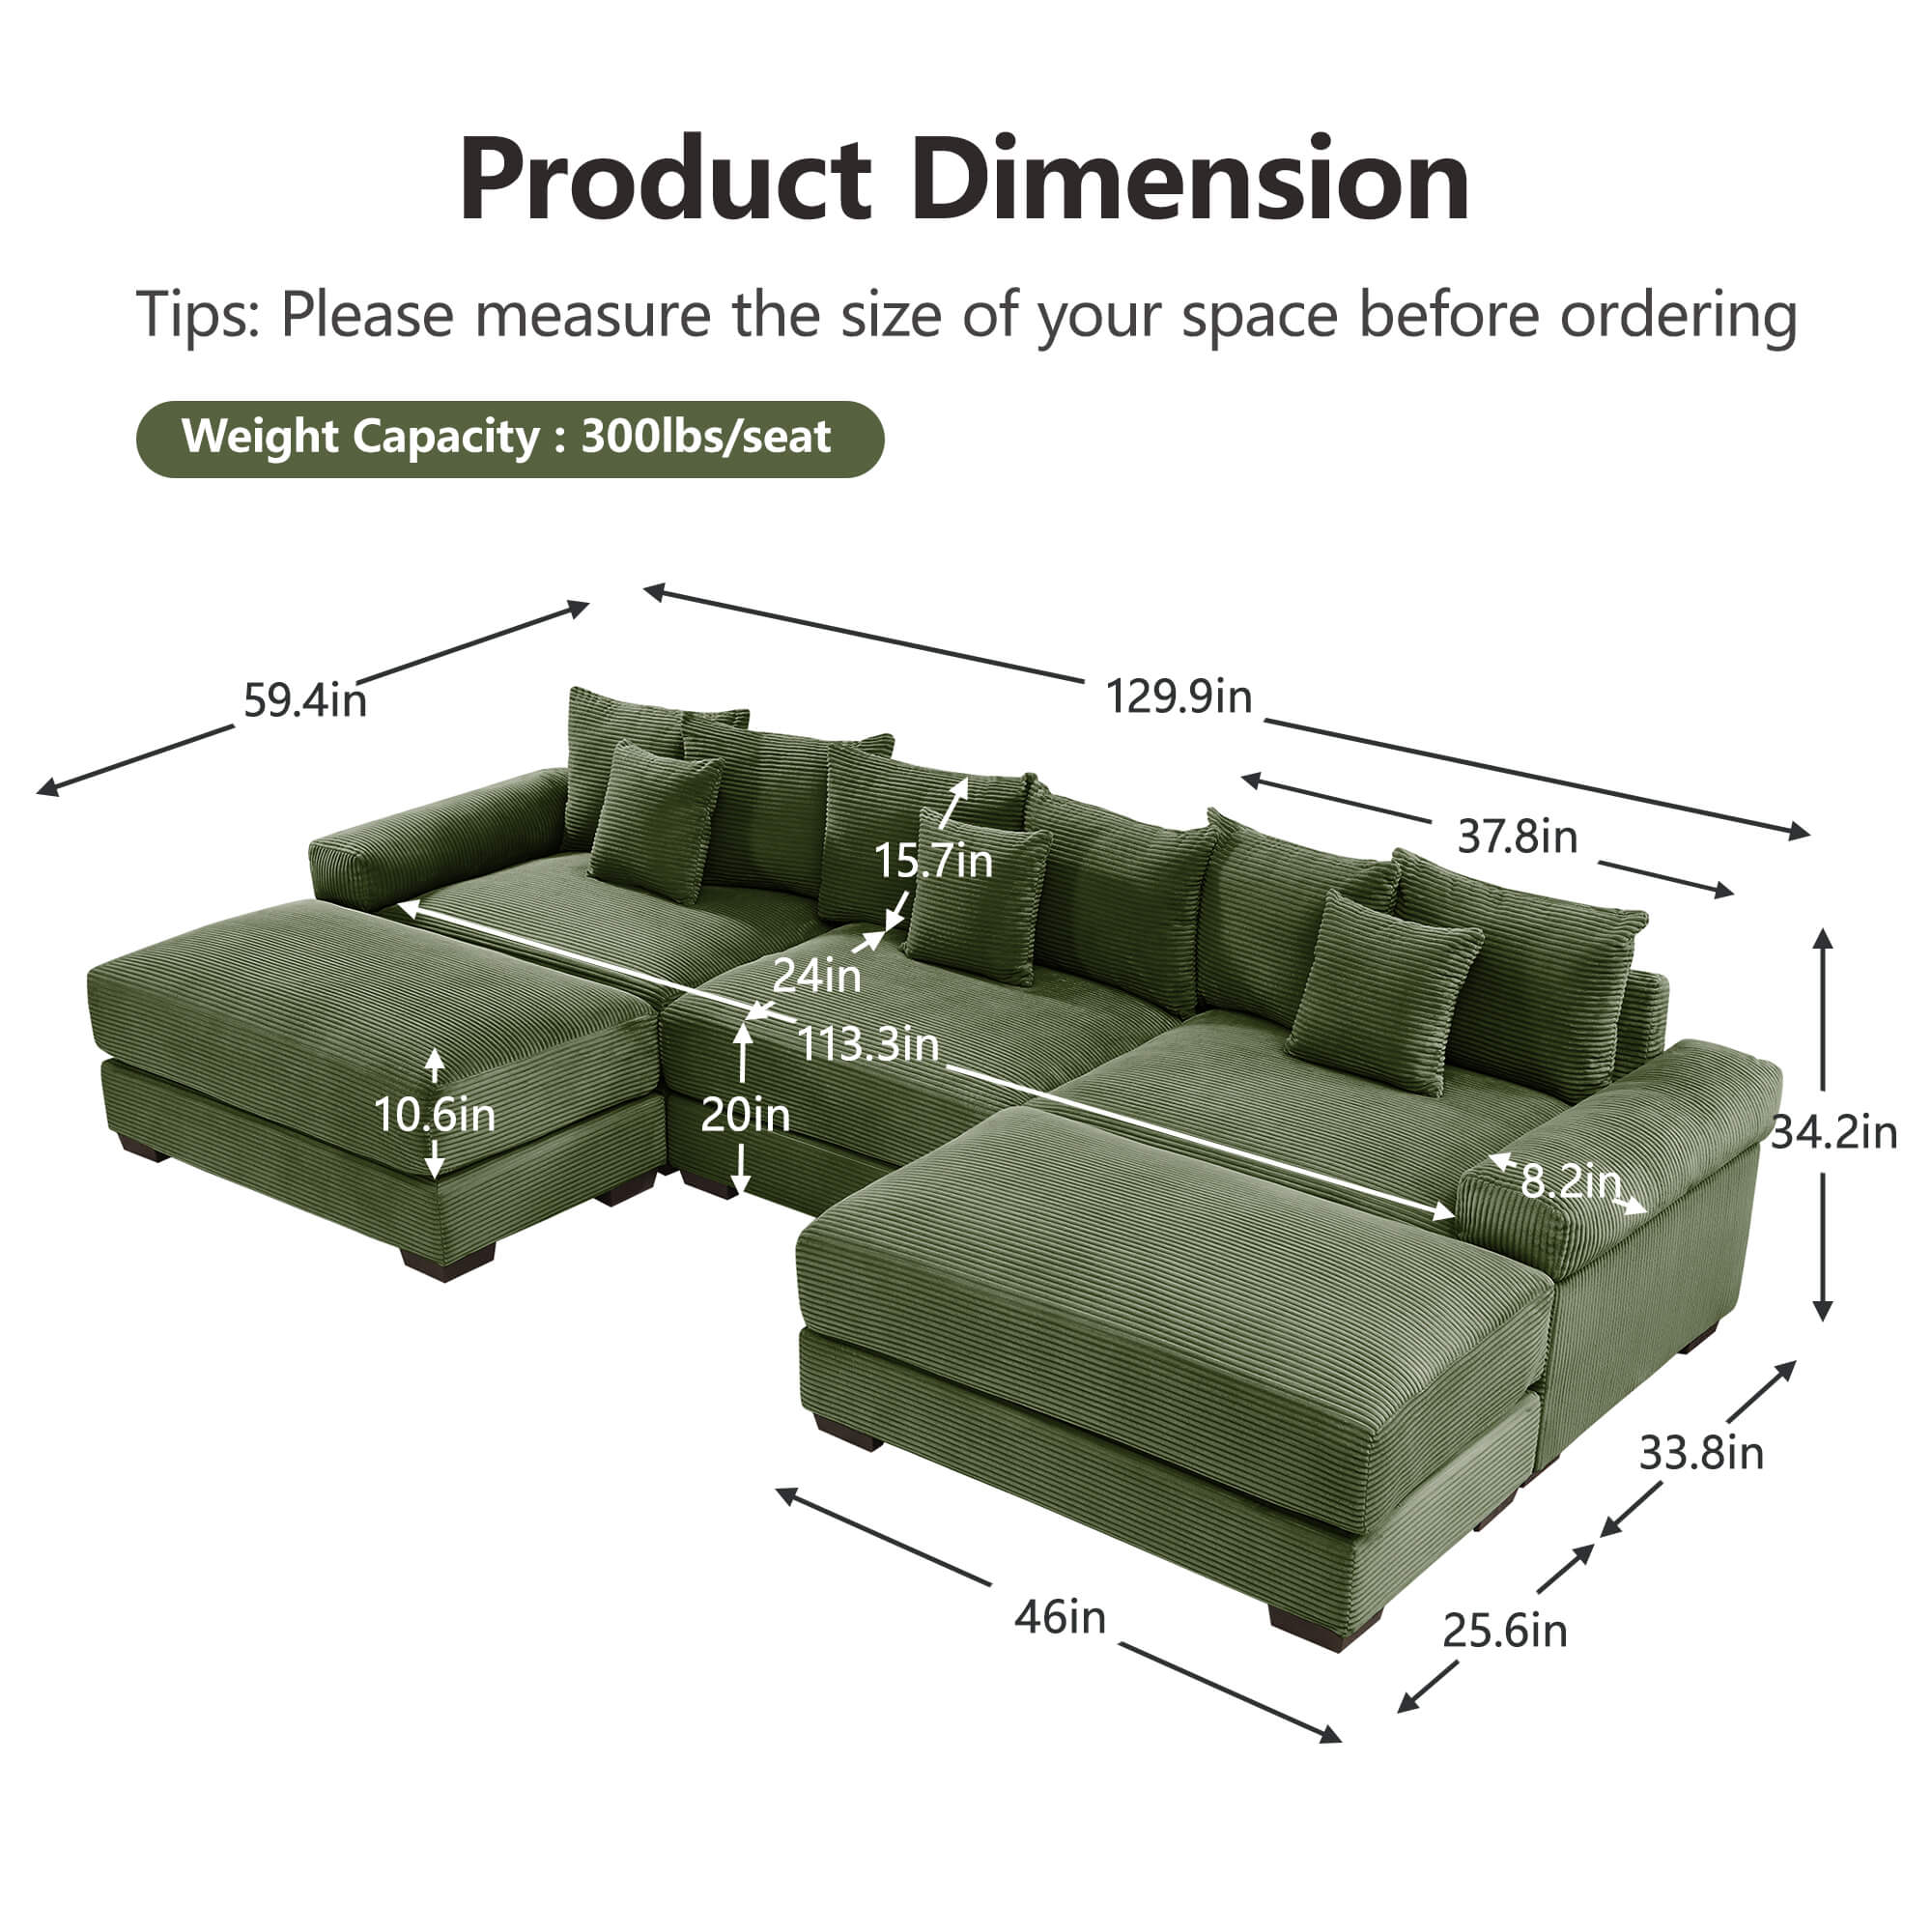 Product Dimension
Tips: Please measure the size of your space before ordering
Weight Capacity : 300lbs/seat
59.4in
129.9in
37.8in
15.7in
24in
113.3in
10.6in
20in
34.2in
8.2in
33.8in
46in
25.6in